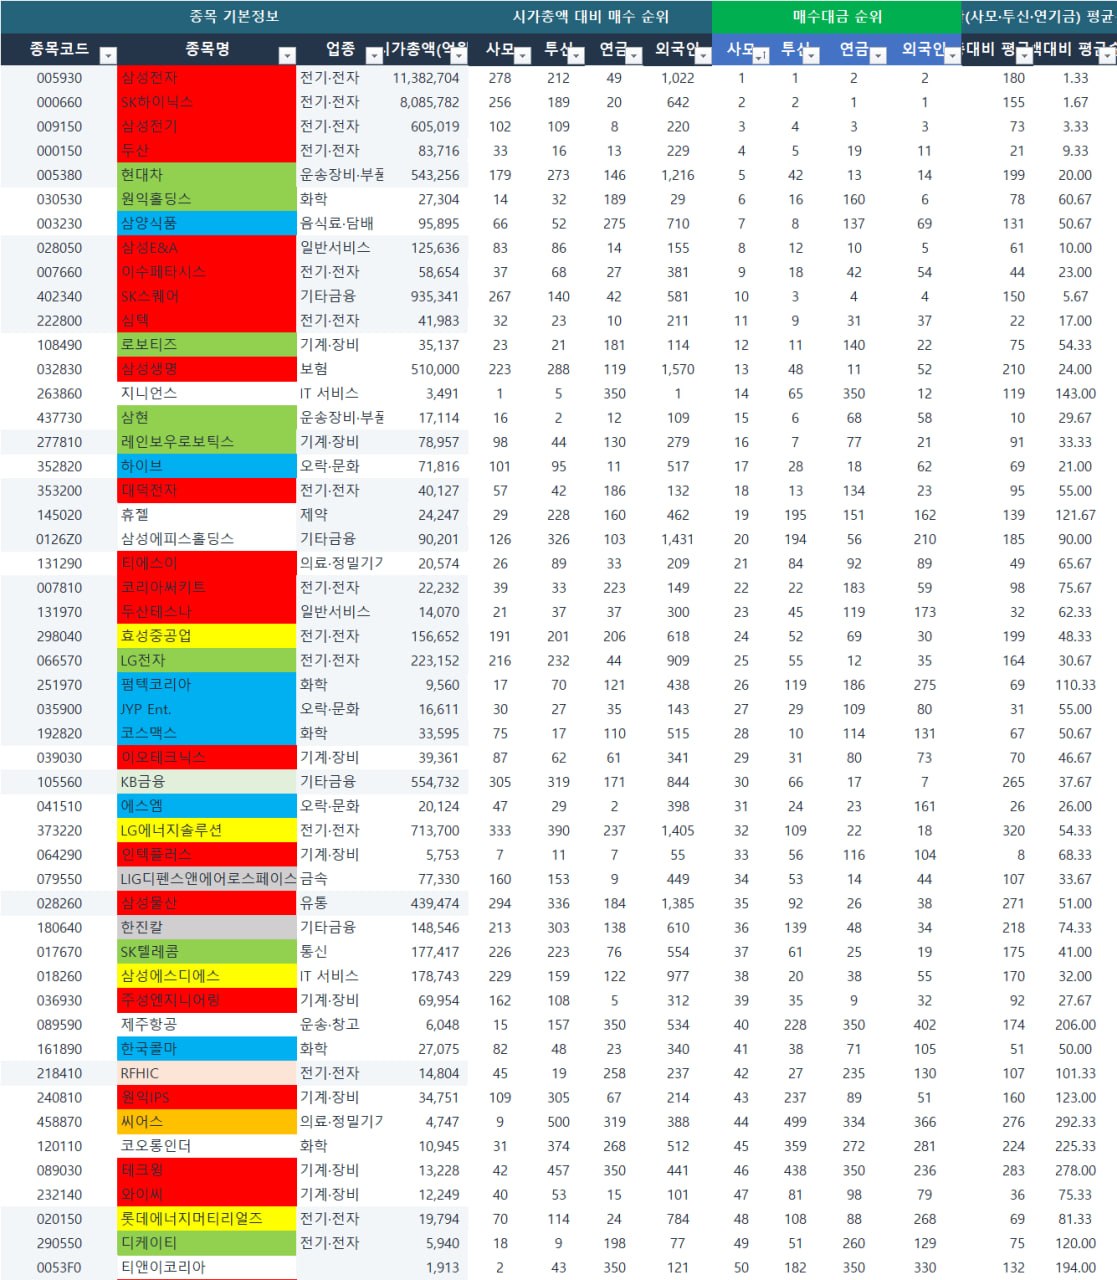 종목 기본정보 시가총액 대비 매수 순위 매수대금 순위 (사모·투신·연기금) 평균
종목코드 종목명 업종 시가총액(억원 사모 투신 연금 외국인 사모 투신 연금 외국인 총대비 평균 액대비 평균순
005930 삼성전자 전기·전자 11,382,704 278 212 49 1,022 1 1 2 2 180 1.33
000660 SK하이닉스 전기·전자 8,085,782 256 189 20 642 2 2 1 1 155 1.67
009150 삼성전기 전기·전자 605,019 102 109 8 220 3 4 3 3 73 3.33
000150 두산 전기·전자 83,716 33 16 13 229 4 5 19 11 21 9.33
005380 현대차 운송장비·부품 543,256 179 273 146 1,216 5 42 13 14 199 20.00
030530 원익홀딩스 화학 27,304 14 32 189 29 6 16 160 6 78 60.67
003230 삼양식품 음식료·담배 95,895 66 52 275 710 7 8 137 69 131 50.67
028050 삼성E&A 일반서비스 125,636 83 86 14 155 8 12 10 5 61 10.00
007660 이수페타시스 전기·전자 58,654 37 68 27 381 9 18 42 54 44 23.00
402340 SK스퀘어 기타금융 935,341 267 140 42 581 10 3 4 4 150 5.67
222800 심텍 전기·전자 41,983 32 23 10 211 11 9 31 37 22 17.00
108490 로보티즈 기계·장비 35,137 23 21 181 114 12 11 140 22 75 54.33
032830 삼성생명 보험 510,000 223 288 119 1,570 13 48 11 52 210 24.00
263860 지니언스 IT 서비스 3,491 1 5 350 1 14 65 350 12 119 143.00
437730 삼현 운송장비·부품 17,114 16 2 12 109 15 6 68 58 10 29.67
277810 레인보우로보틱스 기계·장비 78,957 98 44 130 279 16 7 77 21 91 33.33
352820 하이브 오락·문화 71,816 101 95 11 517 17 28 18 62 69 21.00
353200 대덕전자 전기·전자 40,127 57 42 186 132 18 13 134 23 95 55.00
145020 휴젤 제약 24,247 29 228 160 462 19 195 151 162 139 121.67
0126Z0 삼성에피스홀딩스 기타금융 90,201 126 326 103 1,431 20 194 56 210 185 90.00
131290 티에스이 의료·정밀기기 20,574 26 89 33 209 21 84 92 89 49 65.67
007810 코리아써키트 전기·전자 22,232 39 33 223 149 22 22 183 59 98 75.67
131970 두산테스나 일반서비스 14,070 21 37 37 300 23 45 119 173 32 62.33
298040 효성중공업 전기·전자 156,652 191 201 206 618 24 52 69 30 199 48.33
066570 LG전자 전기·전자 223,152 216 232 44 909 25 55 12 35 164 30.67
251970 펌텍코리아 화학 9,560 17 70 121 438 26 119 186 275 69 110.33
035900 JYP Ent. 오락·문화 16,611 30 27 35 143 27 29 109 80 31 55.00
192820 코스맥스 화학 33,595 75 17 110 515 28 10 114 131 67 50.67
039030 이오테크닉스 기계·장비 39,361 87 62 61 341 29 31 80 73 70 46.67
105560 KB금융 기타금융 554,732 305 319 171 844 30 66 17 7 265 37.67
041510 에스엠 오락·문화 20,124 47 29 2 398 31 24 23 161 26 26.00
373220 LG에너지솔루션 전기·전자 713,700 333 390 237 1,405 32 109 22 18 320 54.33
064290 인텍플러스 기계·장비 5,753 7 11 7 55 33 56 116 104 8 68.33
079550 LIG디펜스앤에어로스페이스 금속 77,330 160 153 9 449 34 53 14 44 107 33.67
028260 삼성물산 유통 439,474 294 336 184 1,385 35 92 26 38 271 51.00
180640 한진칼 기타금융 148,546 213 303 138 610 36 139 48 34 218 74.33
017670 SK텔레콤 통신 177,417 226 223 76 554 37 61 25 19 175 41.00
018260 삼성에스디에스 IT 서비스 178,743 229 159 122 977 38 20 38 55 170 32.00
036930 주성엔지니어링 기계·장비 69,954 162 108 5 312 39 35 9 32 92 27.67
089590 제주항공 운송·창고 6,048 15 157 350 534 40 228 350 402 174 206.00
161890 한국콜마 화학 27,075 82 48 23 340 41 38 71 105 51 50.00
218410 RFHIC 전기·전자 14,804 45 19 258 237 42 27 235 130 107 101.33
240810 원익IPS 기계·장비 34,751 109 305 67 214 43 237 89 51 160 123.00
458870 씨어스 의료·정밀기기 4,747 9 500 319 388 44 499 334 366 276 292.33
120110 코오롱인더 화학 10,945 31 374 268 512 45 359 272 281 224 225.33
089030 테크윙 기계·장비 13,228 42 457 350 441 46 438 350 236 283 278.00
232140 와이씨 기계·장비 12,249 40 53 15 101 47 81 98 79 36 75.33
020150 롯데에너지머티리얼즈 전기·전자 19,794 70 114 24 784 48 108 88 268 69 81.33
290550 디케이티 전기·전자 5,940 18 9 198 77 49 51 260 129 75 120.00
0053F0 티앤이코리아 1,913 2 43 350 121 50 182 350 330 132 194.00